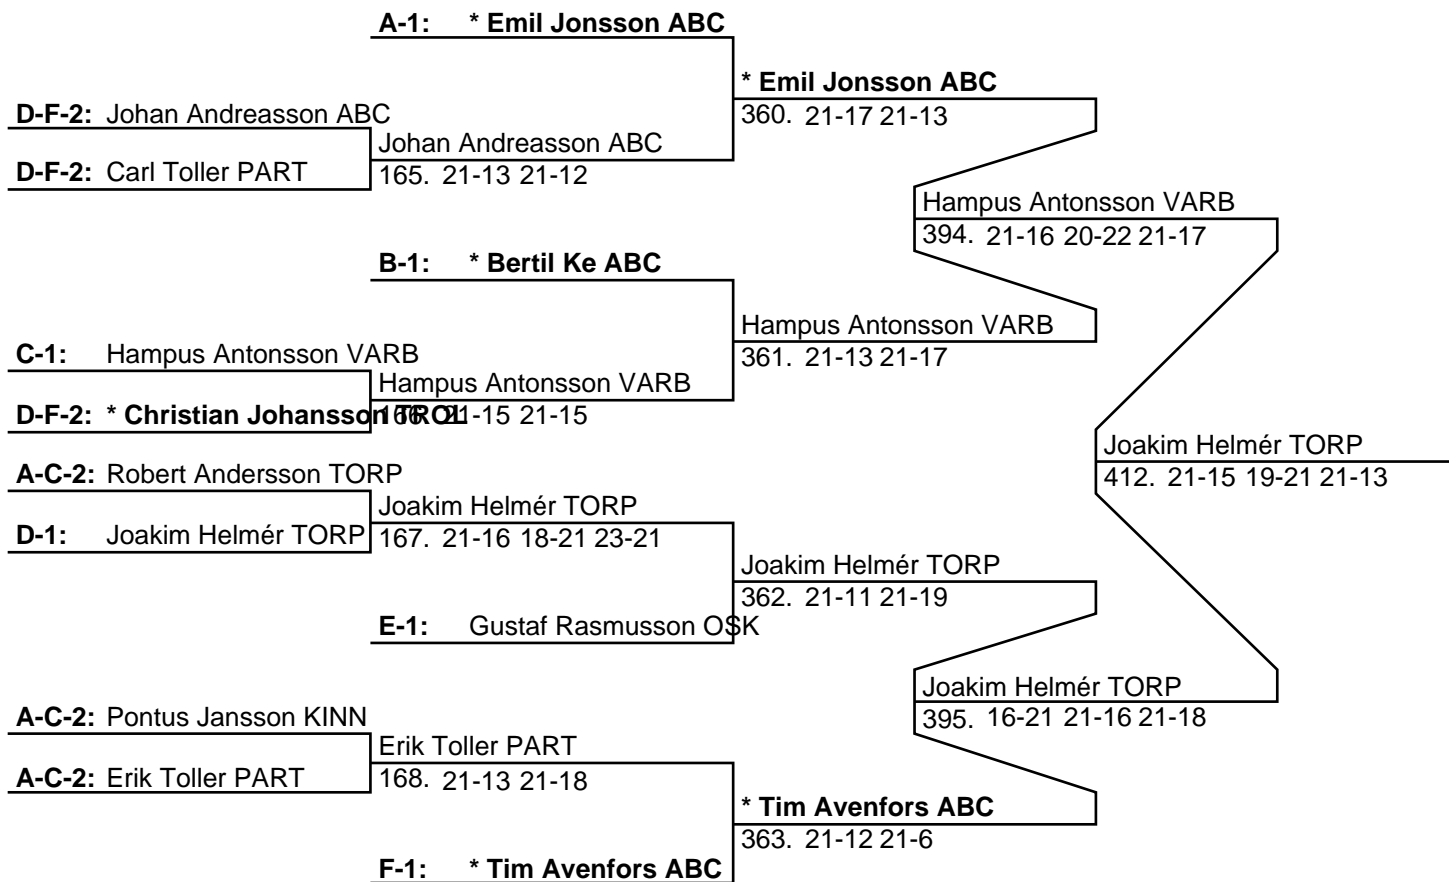 A-1: * Emil Jonsson ABC
* Emil Jonsson ABC
D-F-2: Johan Andreasson ABC
360. 21-17 21-13
Johan Andreasson ABC
D-F-2: Carl Toller PART
165. 21-13 21-12
Hampus Antonsson VARB
394. 21-16 20-22 21-17
B-1: * Bertil Ke ABC
Hampus Antonsson VARB
C-1: Hampus Antonsson VARB
361. 21-13 21-17
Hampus Antonsson VARB
D-F-2: * Christian Johansson TROL
166. 21-15 21-15
Joakim Helmér TORP
A-C-2: Robert Andersson TORP
412. 21-15 19-21 21-13
Joakim Helmér TORP
D-1: Joakim Helmér TORP
167. 21-16 18-21 23-21
Joakim Helmér TORP
362. 21-11 21-19
E-1: Gustaf Rasmusson OSK
Joakim Helmér TORP
A-C-2: Pontus Jansson KINN
395. 16-21 21-16 21-18
Erik Toller PART
A-C-2: Erik Toller PART
168. 21-13 21-18
* Tim Avenfors ABC
363. 21-12 21-6
F-1: * Tim Avenfors ABC